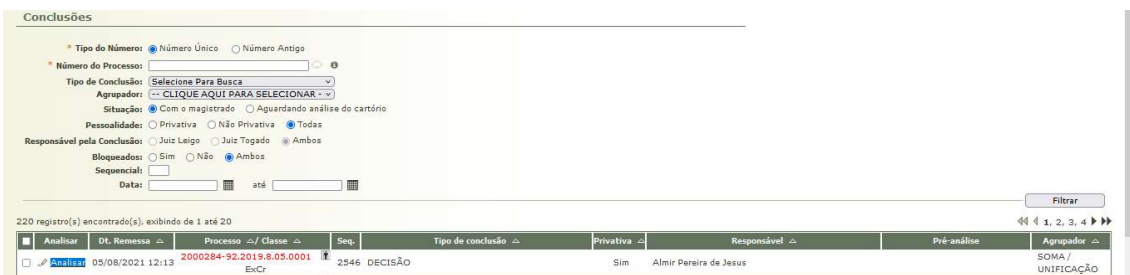 Conclusões
* Tipo do Número: Número Único Número Antigo
* Número do Processo:
Tipo de Conclusão: Selecione Para Busca
Agrupador: -- CLIQUE AQUI PARA SELECIONAR -
Situação: Com o magistrado Aguardando análise do cartório
Pessoalidade: Privativa Não Privativa Todas
Responsável pela Conclusão: Juiz Leigo Juiz Togado Ambos
Bloqueados: Sim Não Ambos
Sequencial:
Data: até
Filtrar
220 registro(s) encontrado(s), exibindo de 1 até 20 1, 2, 3, 4
Analisar Dt. Remessa Processo / Classe Seq. Tipo de conclusão Privativa Responsável Pré-análise Agrupador
Analisar 05/08/2021 12:13 2000284-92.2019.8.05.0001 2546 DECISÃO Sim Almir Pereira de Jesus SOMA /
ExCr UNIFICAÇÃO